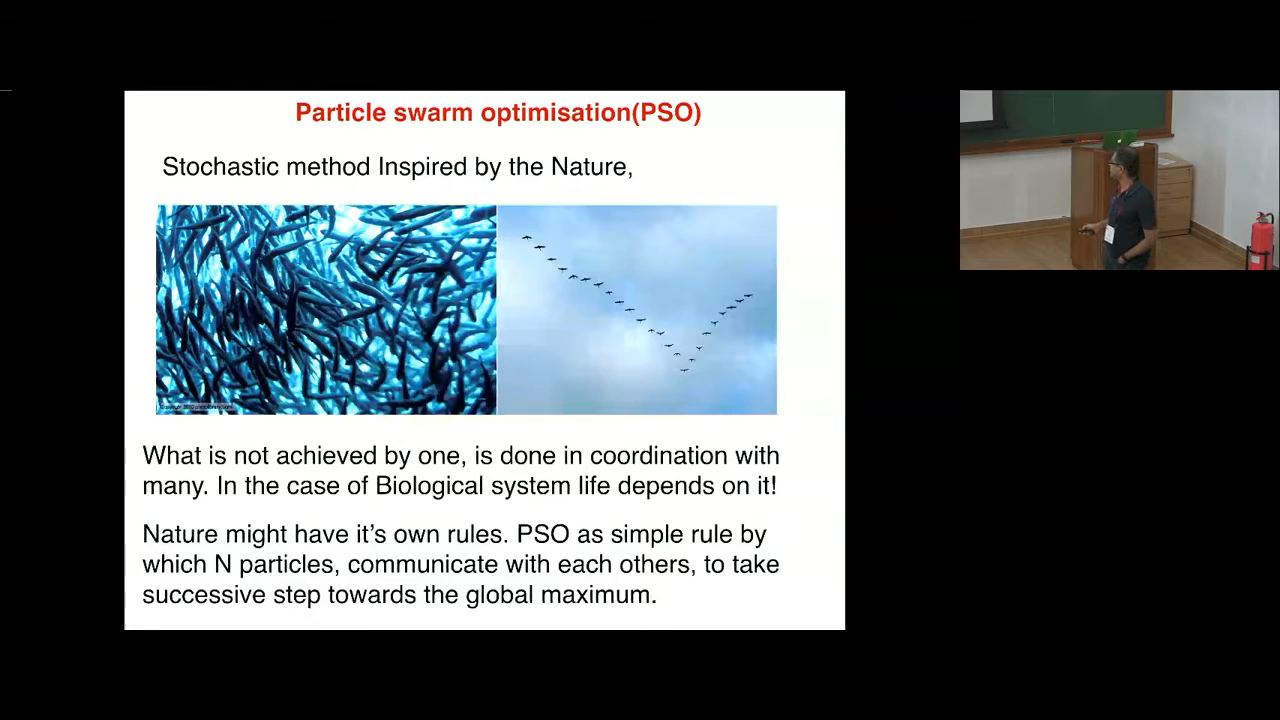 Particle swarm optimisation(PSO)
Stochastic method Inspired by the Nature,
What is not achieved by one, is done in coordination with
many. In the case of Biological system life depends on it!
Nature might have it's own rules. PSO as simple rule by
which N particles, communicate with each others, to take
successive step towards the global maximum.